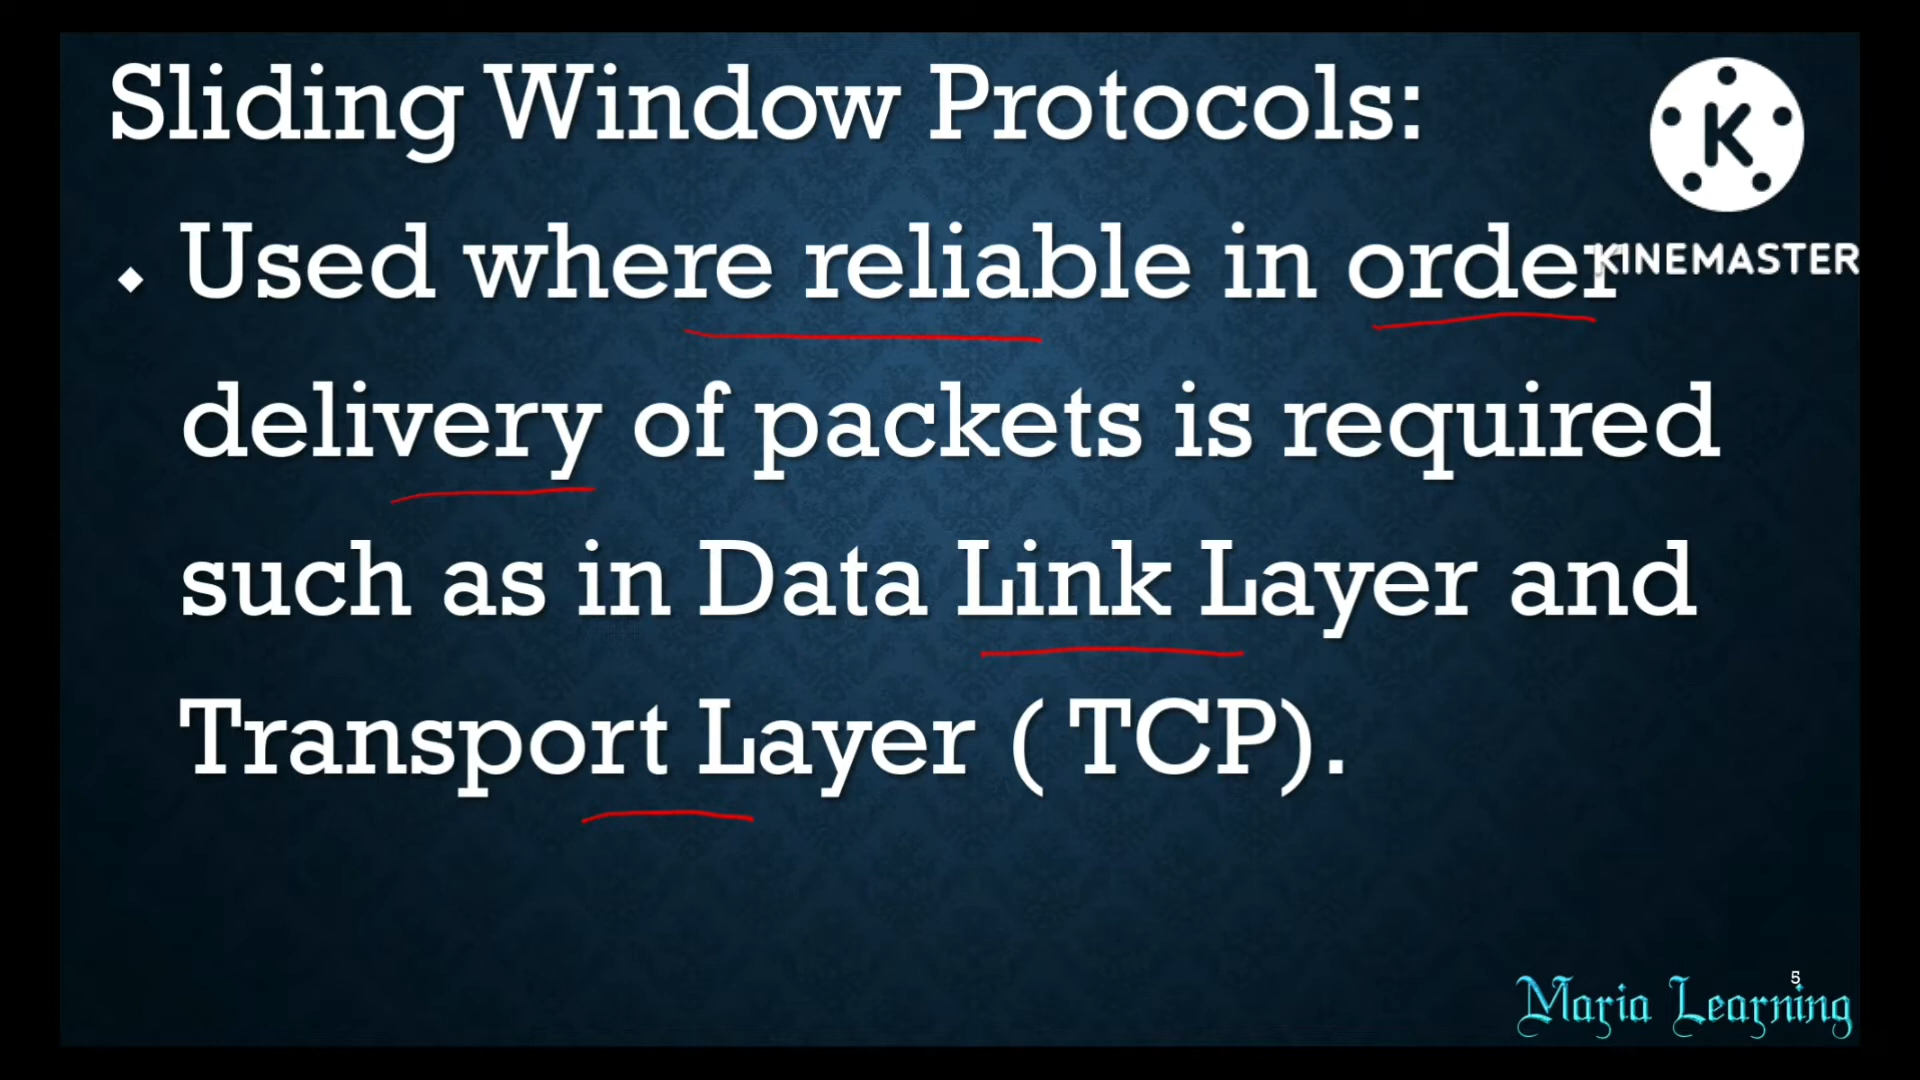 Sliding Window Protocols:
K
KINEMASTER
◆ Used where reliable in order
delivery of packets is required
such as in Data Link Layer and
Transport Layer ( TCP).
5
Maria Learning